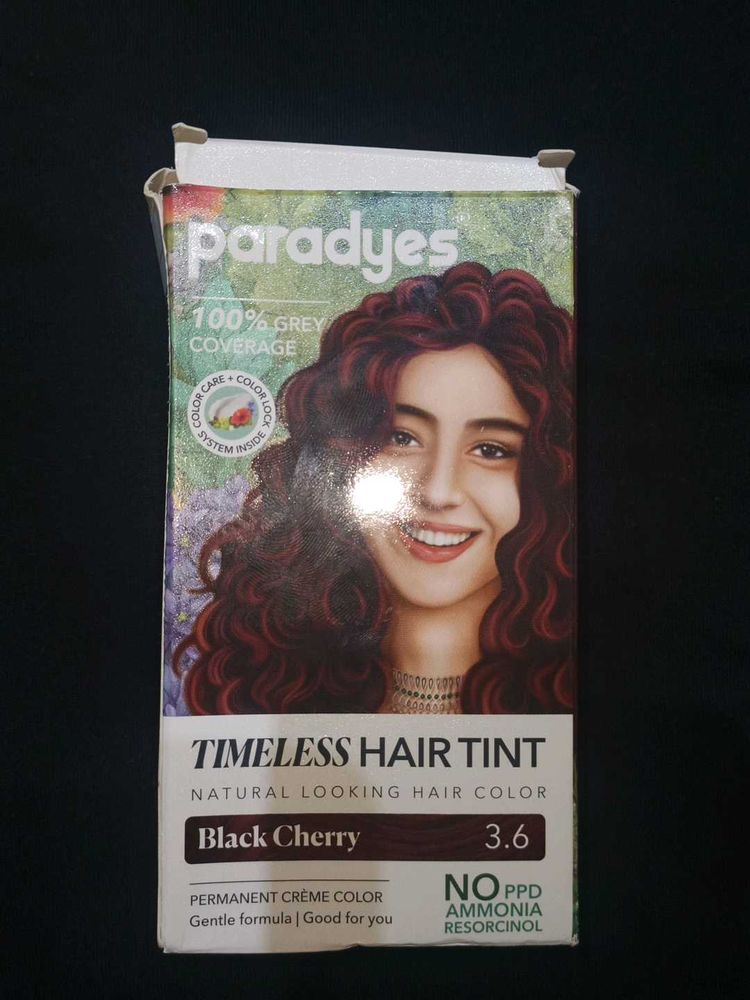 paradyes
100% GREY
COVERAGE
COLOR CARE + COLOR LOCK
SYSTEM INSIDE
TIMELESS HAIR TINT
NATURAL LOOKING HAIR COLOR
Black Cherry 3.6
PERMANENT CRÈME COLOR
Gentle formula | Good for you
NO PPD
AMMONIA
RESORCINOL